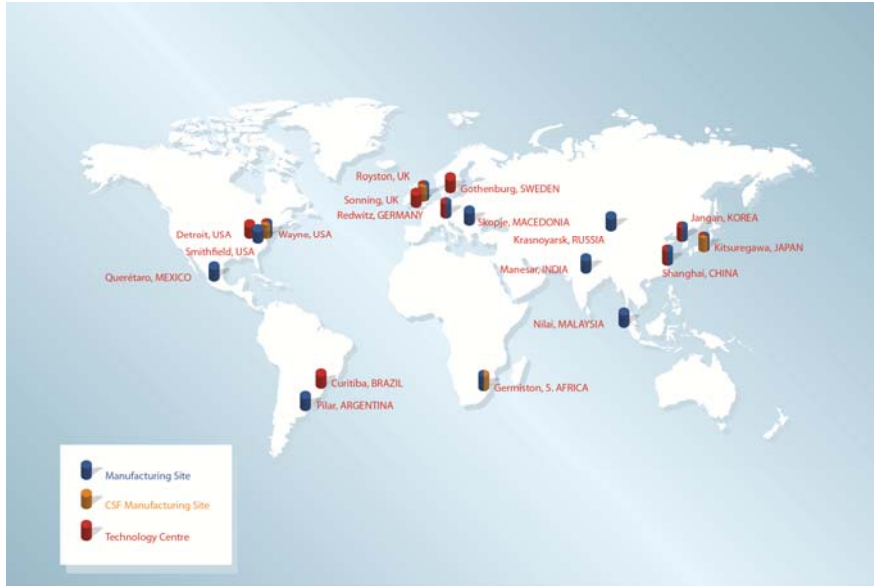 Royston, UK
Gothenburg, SWEDEN
Sonning, UK
Redwitz, GERMANY
Skopje, MACEDONIA
Jangan, KOREA
Detroit, USA
Wayne, USA
Krasnoyarsk, RUSSIA
Kitsuregawa, JAPAN
Smithfield, USA
Querétaro, MEXICO
Manesar, INDIA
Shanghai, CHINA
Nilai, MALAYSIA
Curitiba, BRAZIL
Germiston, S. AFRICA
Pilar, ARGENTINA
Manufacturing Site
CSF Manufacturing Site
Technology Centre